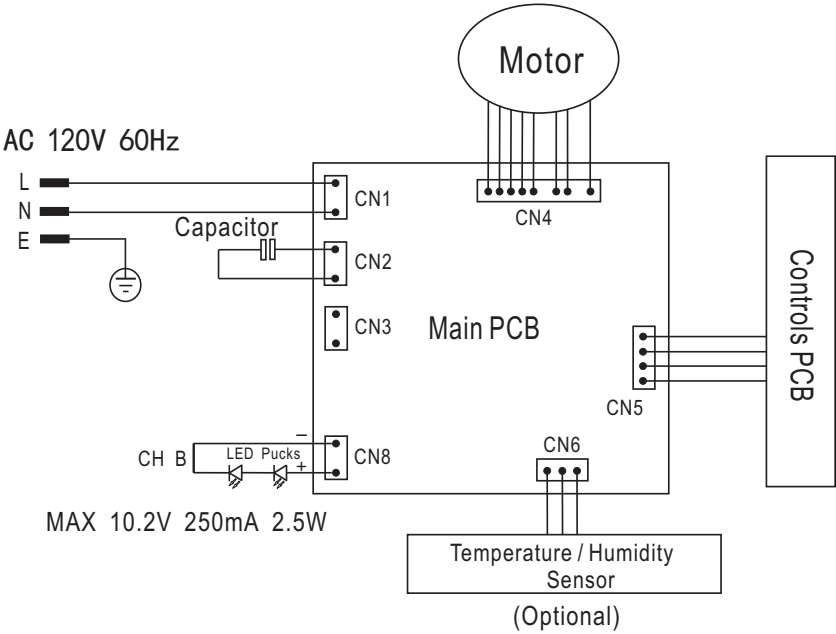 Motor
AC 120V 60Hz
L
N
E
CN1
CN4
Capacitor
CN2
CN3
Main PCB
Controls PCB
CN5
CH B
LED Pucks
–
+
CN8
CN6
MAX 10.2V 250mA 2.5W
Temperature / Humidity
Sensor
(Optional)